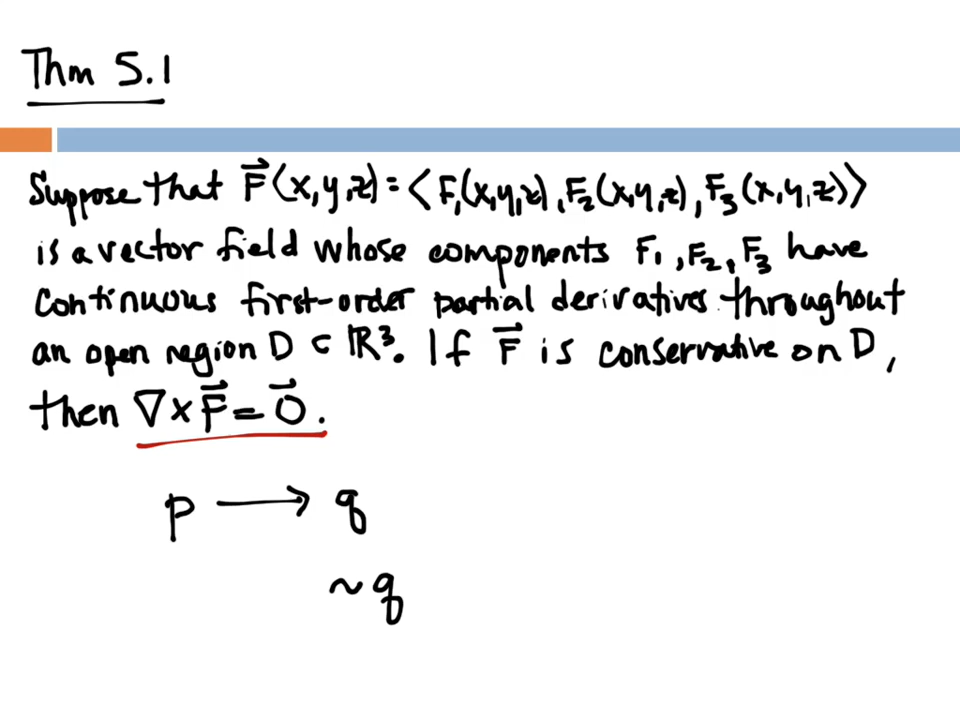 Thm 5.1
Suppose that F⃗(x,y,z) = ⟨F₁(x,y,z), F₂(x,y,z), F₃(x,y,z)⟩
is a vector field whose components F₁, F₂, F₃ have
continuous first-order partial derivatives throughout
an open region D ⊂ ℝ³. If F⃗ is conservative on D,
then ∇×F⃗ = 0⃗.
p ⟶ q
~q